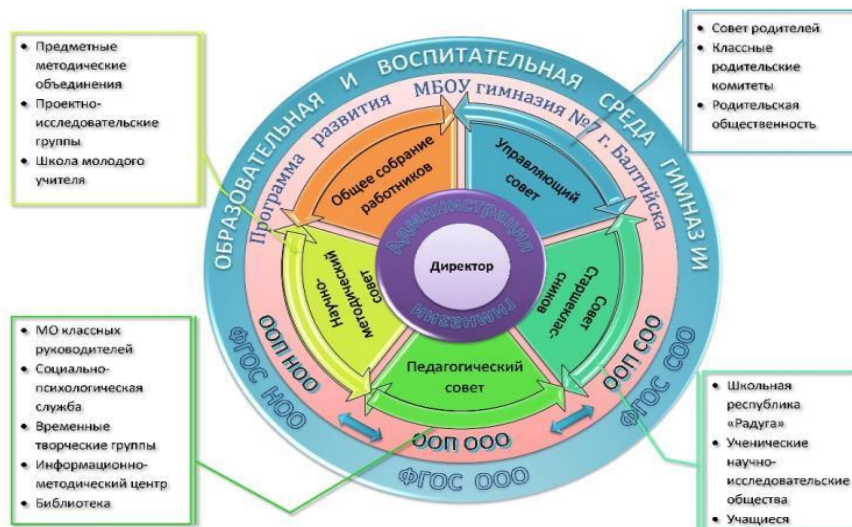 Предметные
методические
объединения
Проектно-
исследовательские
группы
Школа молодого
учителя
Совет родителей
Классные
родительские
комитеты
Родительская
общественность
ОБРАЗОВАТЕЛЬНАЯ И ВОСПИТАТЕЛЬНАЯ СРЕДА ГИМНАЗИИ
Программа развития МБОУ гимназия №7 г. Балтийска
Общее собрание
работников
Управляющий
совет
Администрация
Директор
гимназии
Научно-
методический
совет
Совет
Старшеклас-
сников
Педагогический
совет
ООП НОО
ООП ООО
ООП СОО
ФГОС НОО
ФГОС ООО
ФГОС СОО
МО классных
руководителей
Социально-
психологическая
служба
Временные
творческие группы
Информационно-
методический центр
Библиотека
Школьная
республика
«Радуга»
Ученические
научно-
исследовательские
общества
Учащиеся